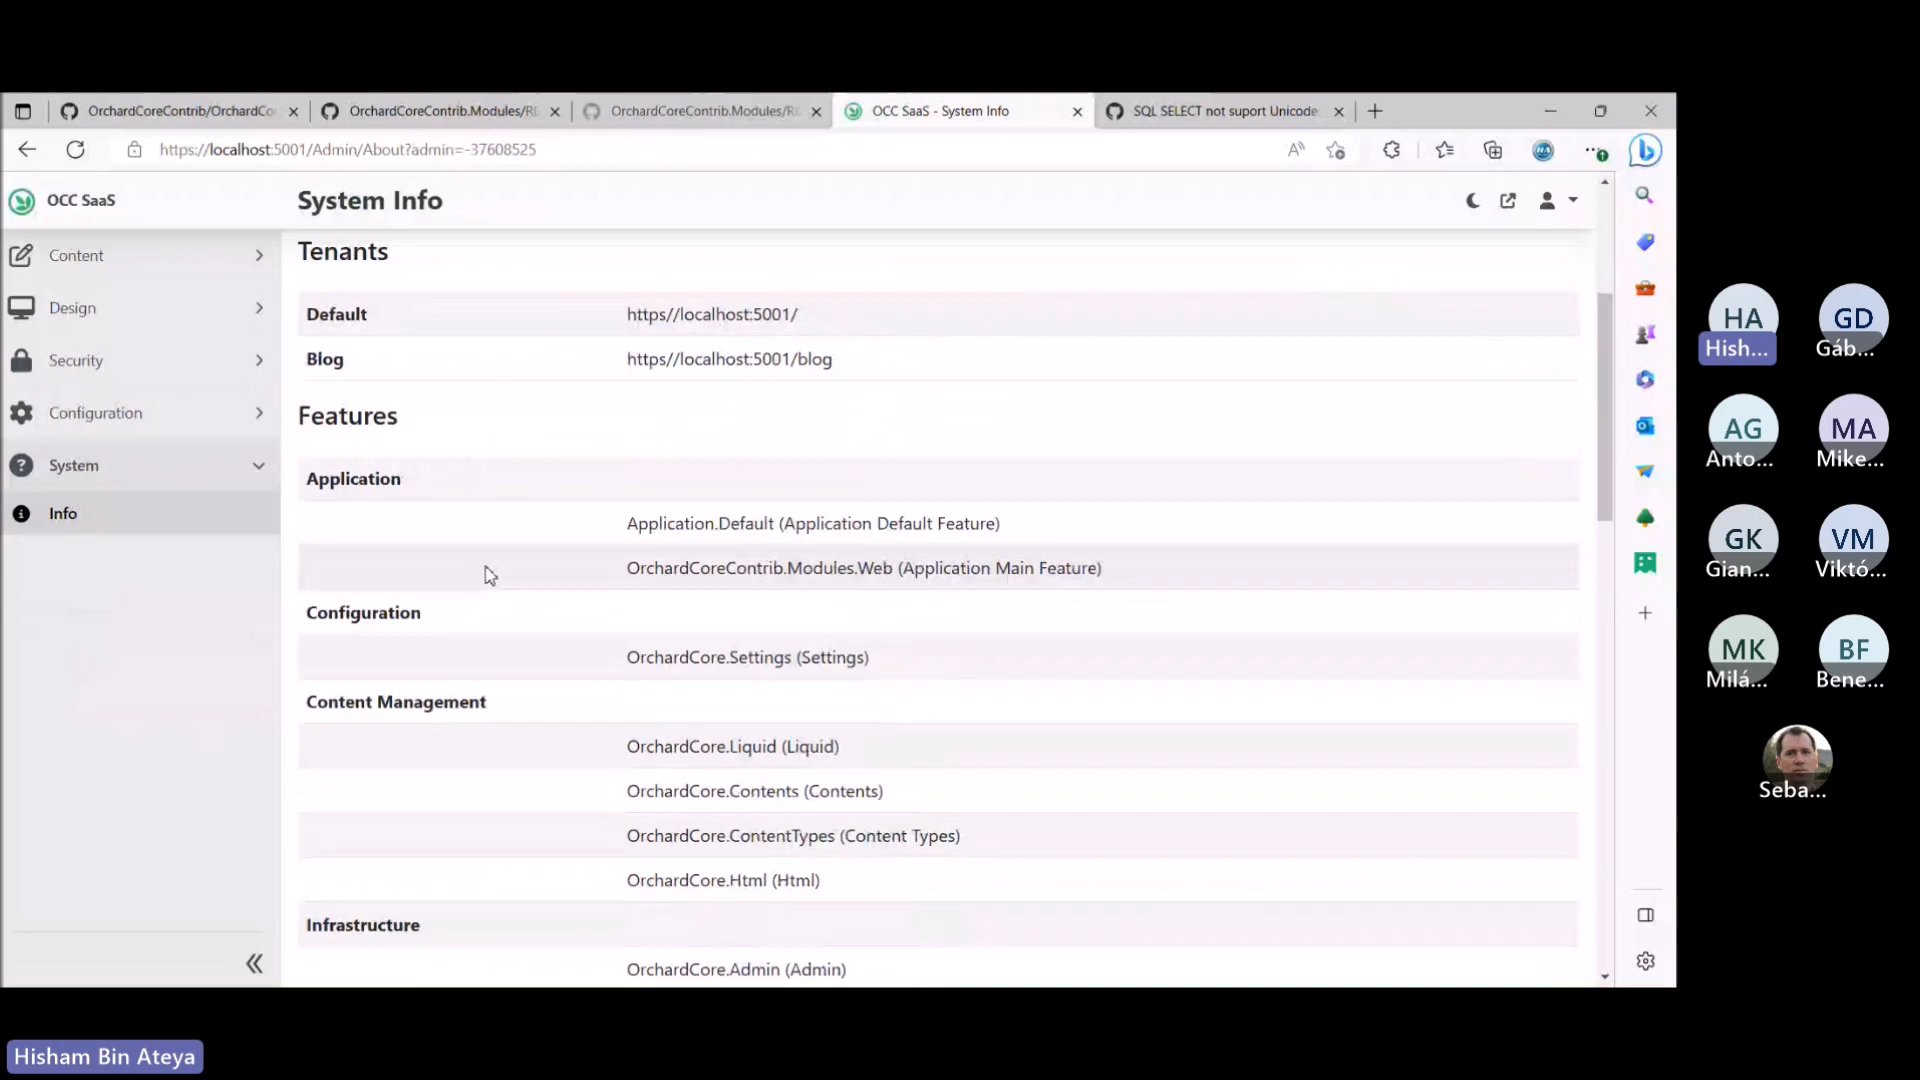 OrchardCoreContrib/OrchardCo
OrchardCoreContrib.Modules/RE
OrchardCoreContrib.Modules/RE
OCC SaaS - System Info
SQL SELECT not suport Unicode
https://localhost:5001/Admin/About?admin=-37608525
OCC SaaS
System Info
Content
Design
Security
Configuration
System
Info
Tenants
Default https//localhost:5001/
Blog https//localhost:5001/blog
Features
Application
Application.Default (Application Default Feature)
OrchardCoreContrib.Modules.Web (Application Main Feature)
Configuration
OrchardCore.Settings (Settings)
Content Management
OrchardCore.Liquid (Liquid)
OrchardCore.Contents (Contents)
OrchardCore.ContentTypes (Content Types)
OrchardCore.Html (Html)
Infrastructure
OrchardCore.Admin (Admin)
HA GD
Hish... Gáb...
AG MA
Anto... Mike...
GK VM
Gian... Viktó...
MK BF
Milá... Bene...
Seba...
Hisham Bin Ateya